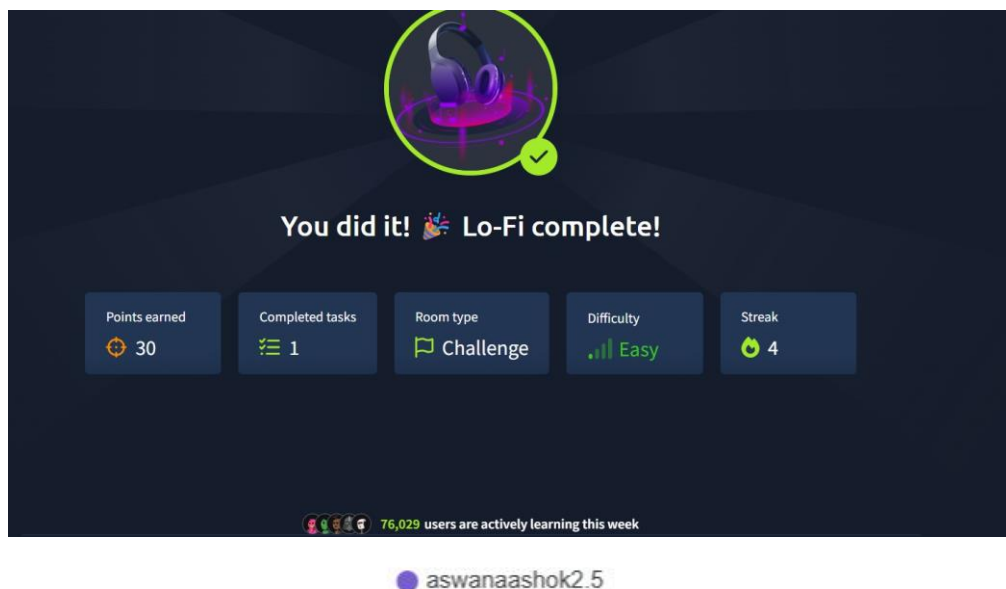 You did it! 🎉 Lo-Fi complete!
Points earned
30
Completed tasks
1
Room type
Challenge
Difficulty
Easy
Streak
4
76,029 users are actively learning this week
aswanaashok2.5